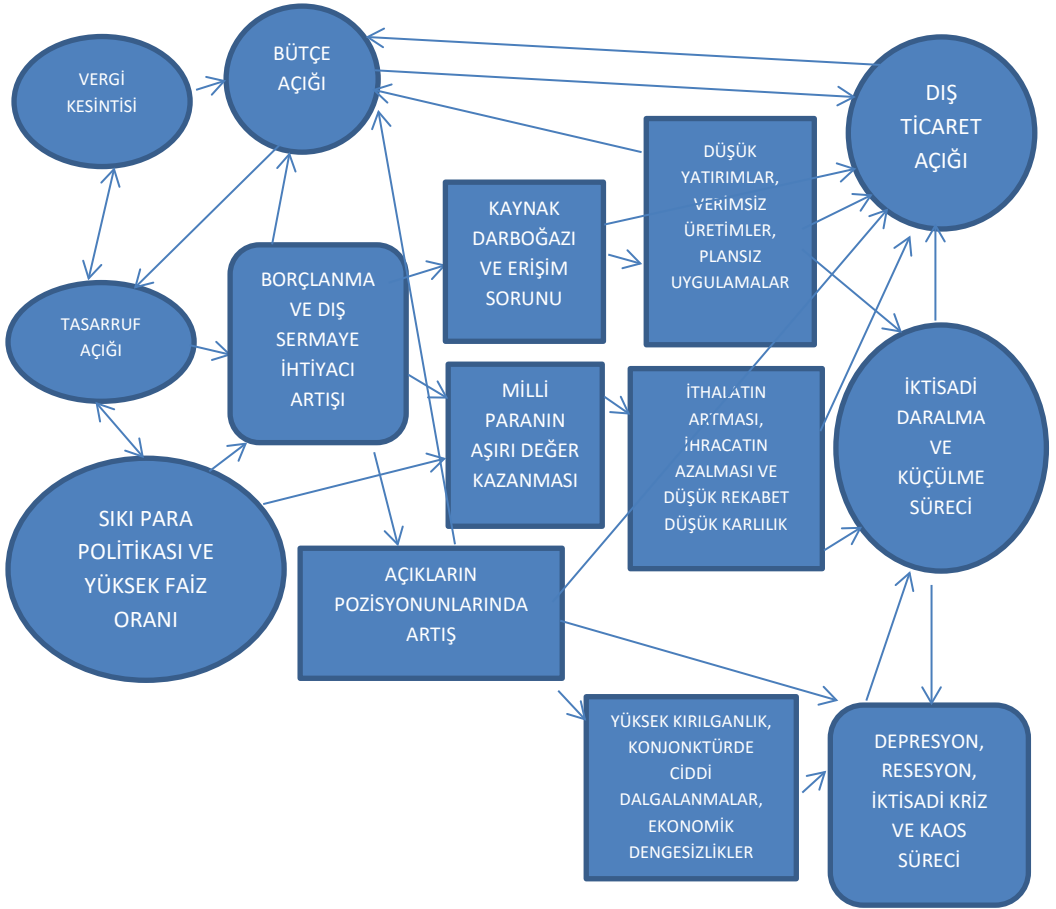 VERGİ
KESİNTİSİ
BÜTÇE
AÇIĞI
DIŞ
TİCARET
AÇIĞI
TASARRUF
AÇIĞI
BORÇLANMA
VE DIŞ
SERMAYE
İHTİYACI
ARTIŞI
KAYNAK
DARBOĞAZI
VE ERİŞİM
SORUNU
DÜŞÜK
YATIRIMLAR,
VERİMSİZ
ÜRETİMLER,
PLANSIZ
UYGULAMALAR
SIKI PARA
POLİTİKASI VE
YÜKSEK FAİZ
ORANI
MİLLİ
PARANIN
AŞIRI DEĞER
KAZANMASI
İTHALATIN
ARTMASI,
İHRACATIN
AZALMASI VE
DÜŞÜK REKABET
DÜŞÜK KARLILIK
İKTİSADİ
DARALMA
VE
KÜÇÜLME
SÜRECİ
AÇIKLARIN
POZİSYONUNLARINDA
ARTIŞ
YÜKSEK KIRILGANLIK,
KONJONKTÜRDE
CİDDİ
DALGALANMALAR,
EKONOMİK
DENGESİZLİKLER
DEPRESYON,
RESESYON,
İKTİSADİ KRİZ
VE KAOS
SÜRECİ